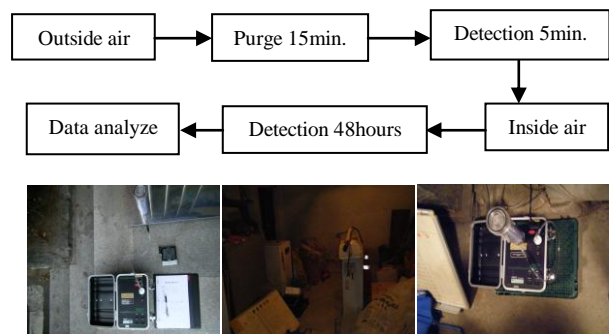 Outside air
Purge 15min.
Detection 5min.
Inside air
Detection 48hours
Data analyze